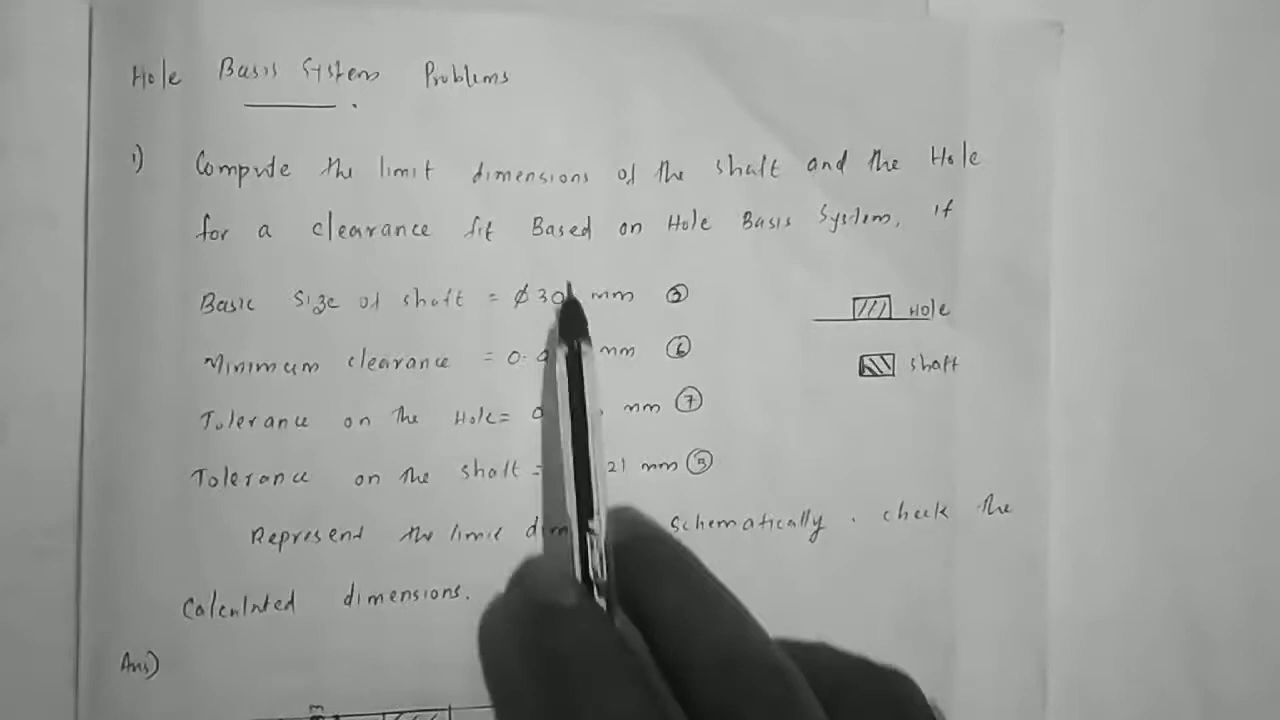 Hole Basis System Problems
1) Compute the limit dimensions of the shaft and the Hole
for a clearance fit Based on Hole Basis System, if
Basic Size of shaft = ø30 mm ⑤
Hole
Minimum clearance = 0. mm ⑥
shaft
Tolerance on the Hole = 0 mm ⑦
Tolerance on the shaft = 21 mm
Represent the limit schematically. check the
Calculated dimensions.
Ans)